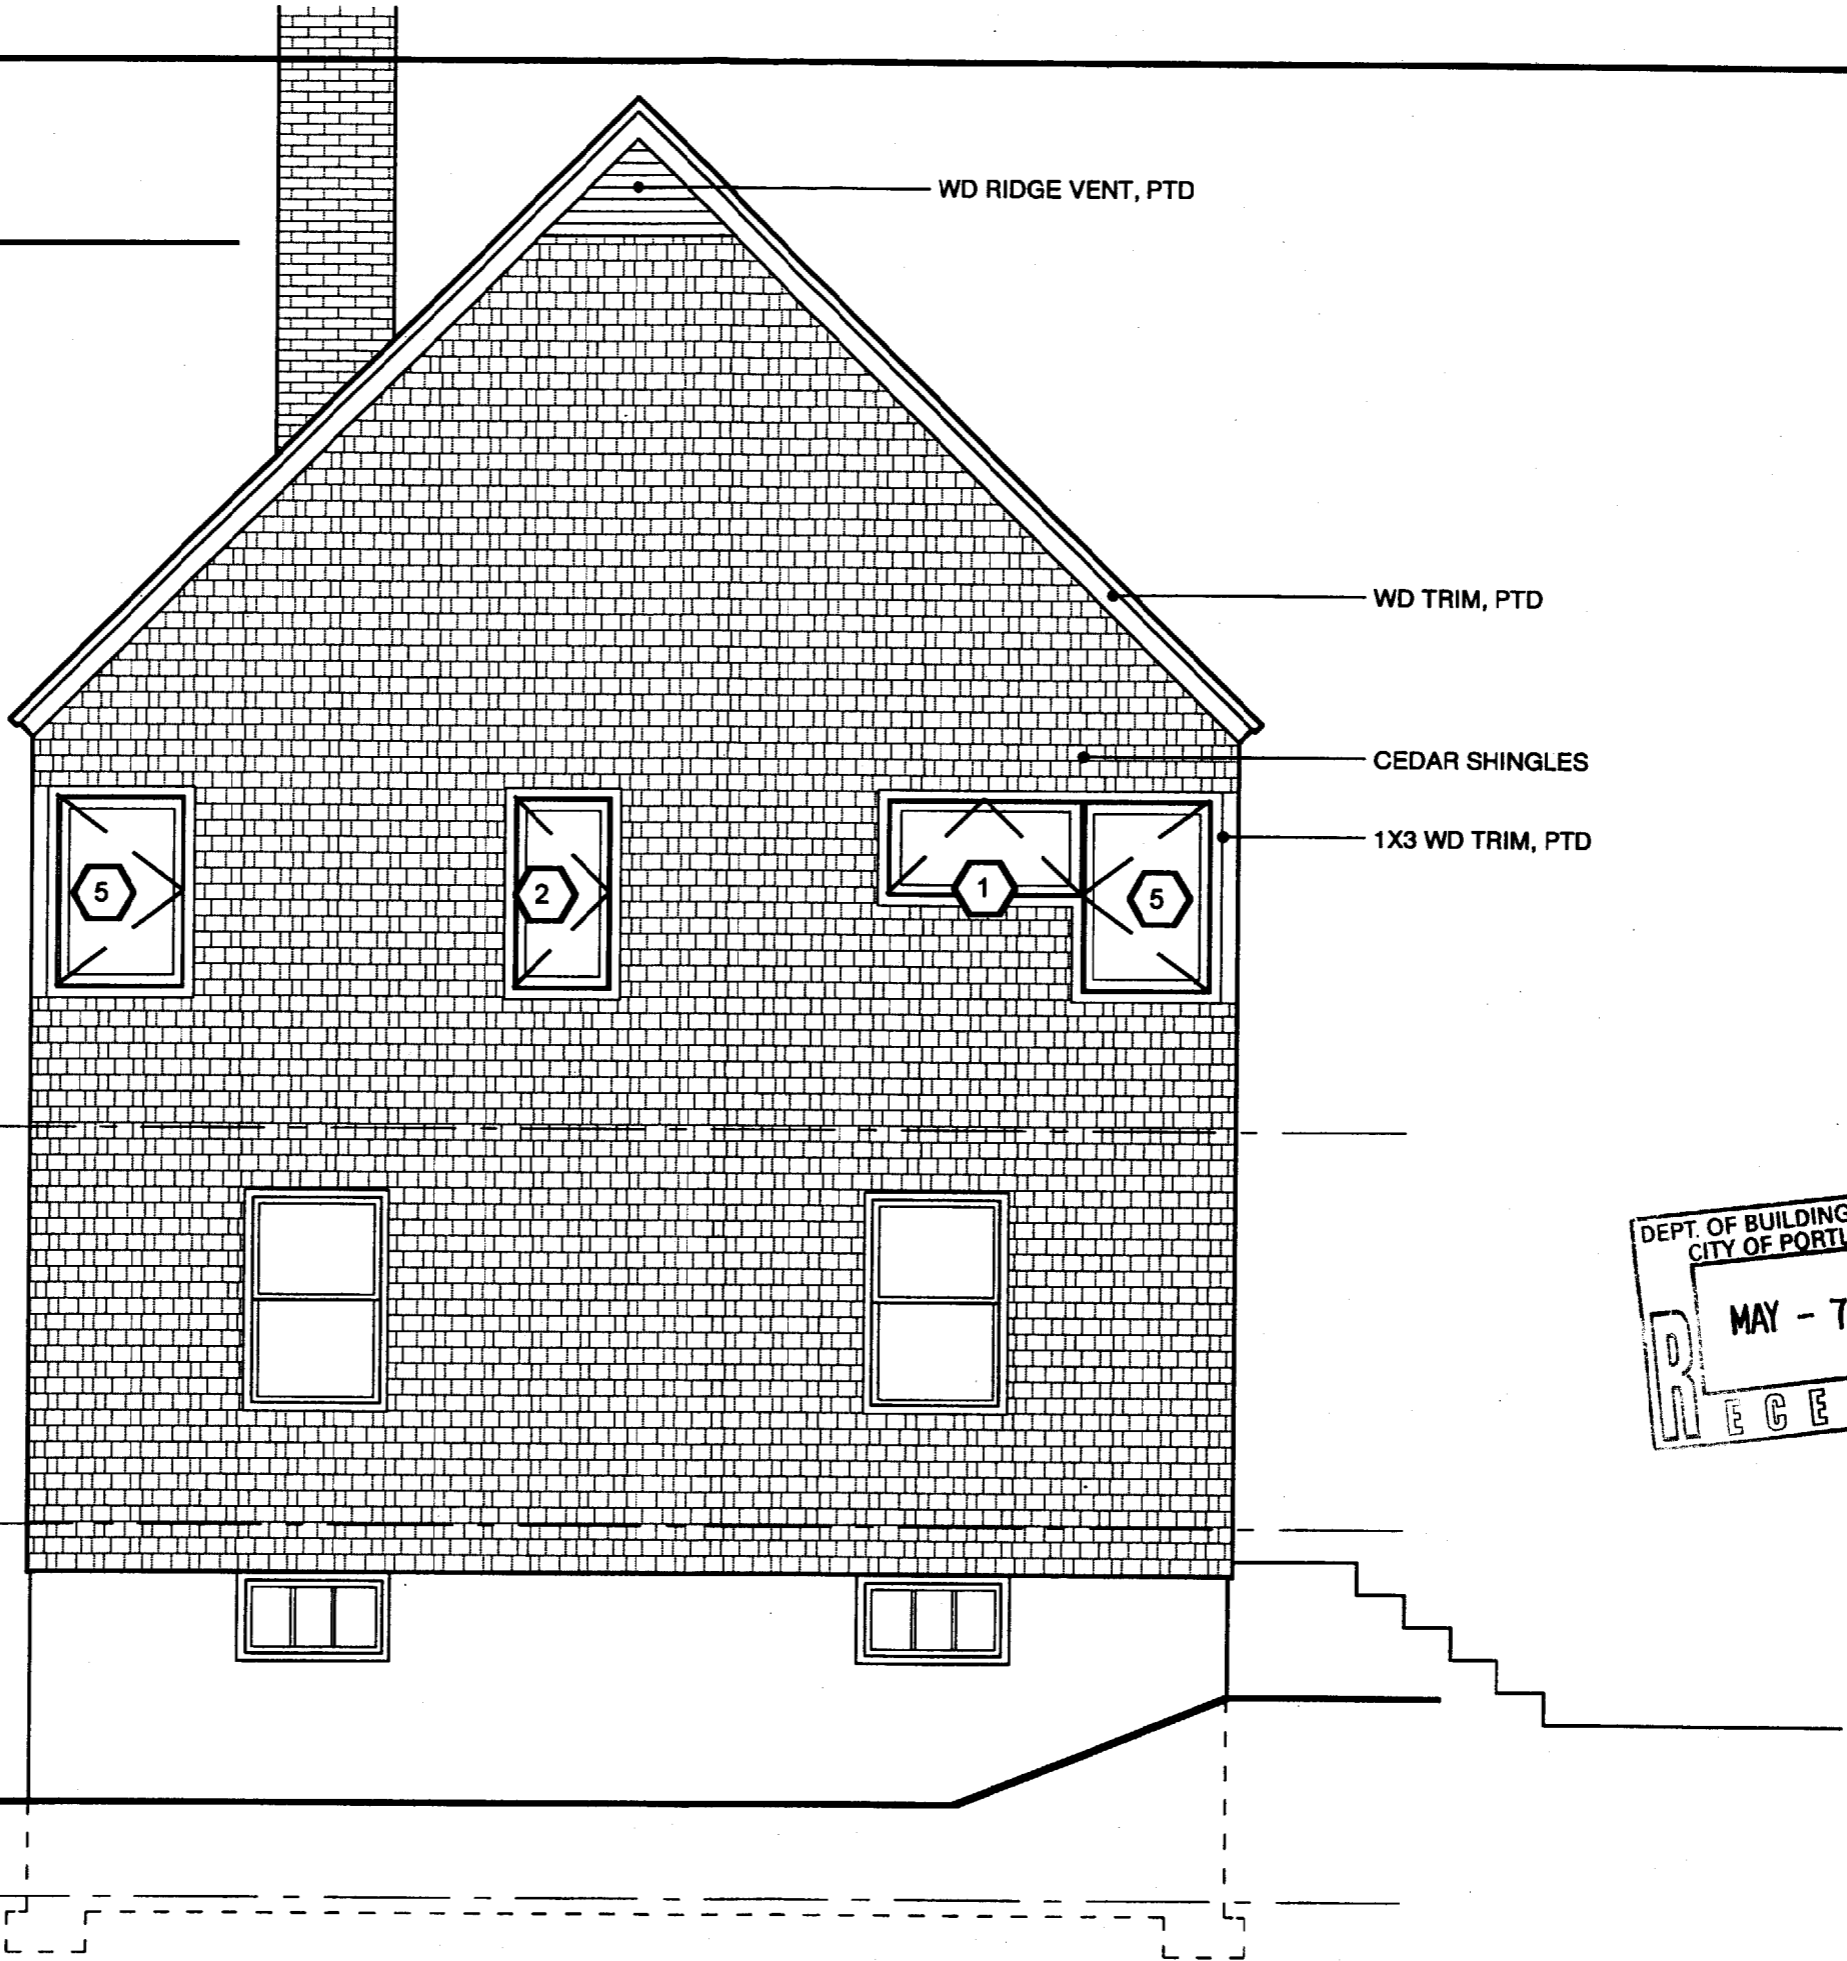 WD RIDGE VENT, PTD
WD TRIM, PTD
CEDAR SHINGLES
1X3 WD TRIM, PTD
5
2
1
5
DEPT. OF BUILDING
CITY OF
MAY - 7
R E C E